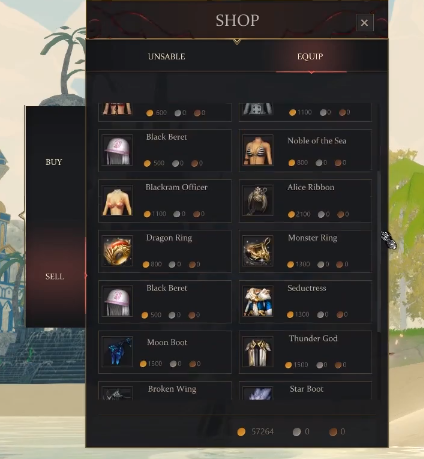 SHOP
UNSABLE EQUIP
600 0 0 1100 0 0
Black Beret Noble of the Sea
500 0 0 800 0 0
BUY
Blackram Officer Alice Ribbon
1100 0 0 2100 0 0
Dragon Ring Monster Ring
800 0 0 1300 0 0
SELL
Black Beret Seductress
500 0 0 1300 0 0
Moon Boot Thunder God
1500 0 0 1500 0 0
Broken Wing Star Boot
57264 0 0